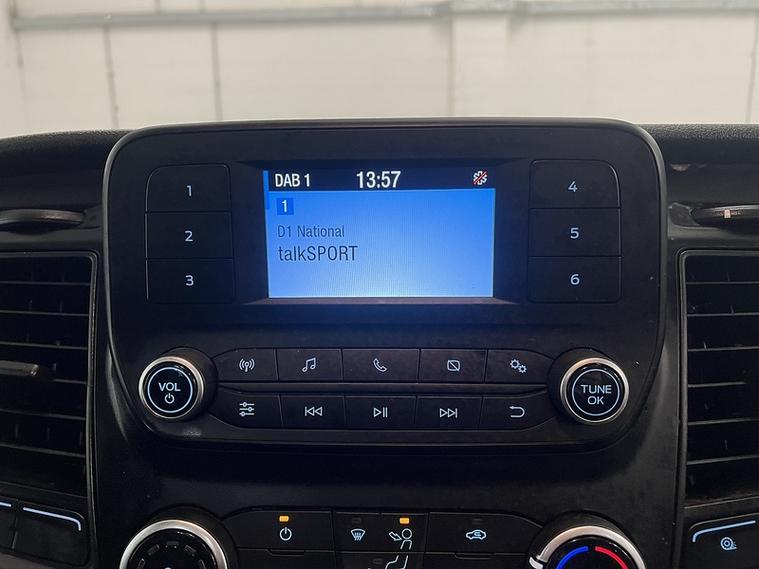 DAB 1 13:57
1
D1 National
talkSPORT
1
2
3
4
5
6
VOL
TUNE
OK